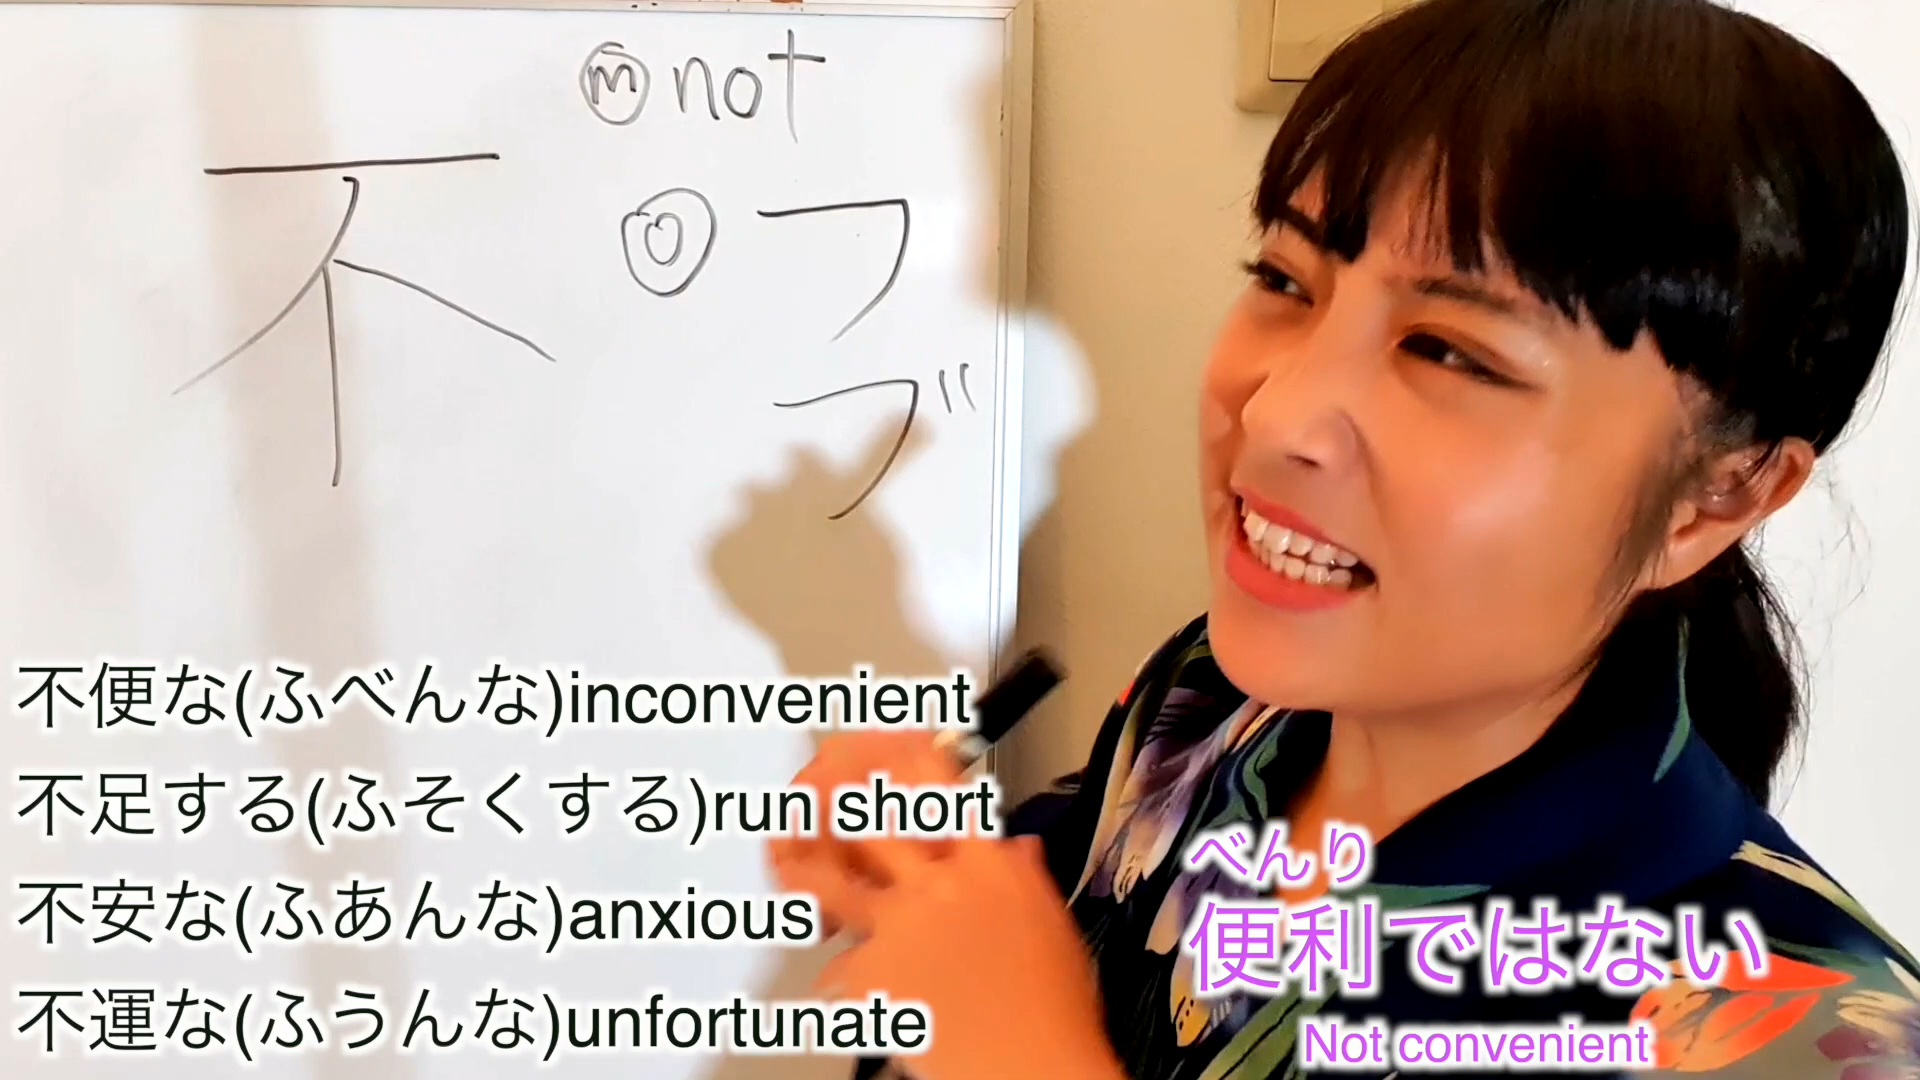 m not
不
O フ
ブ
不便な(ふべんな)inconvenient
不足する(ふそくする)run short
不安な(ふあんな)anxious
不運な(ふうんな)unfortunate
べんり
便利ではない
Not convenient